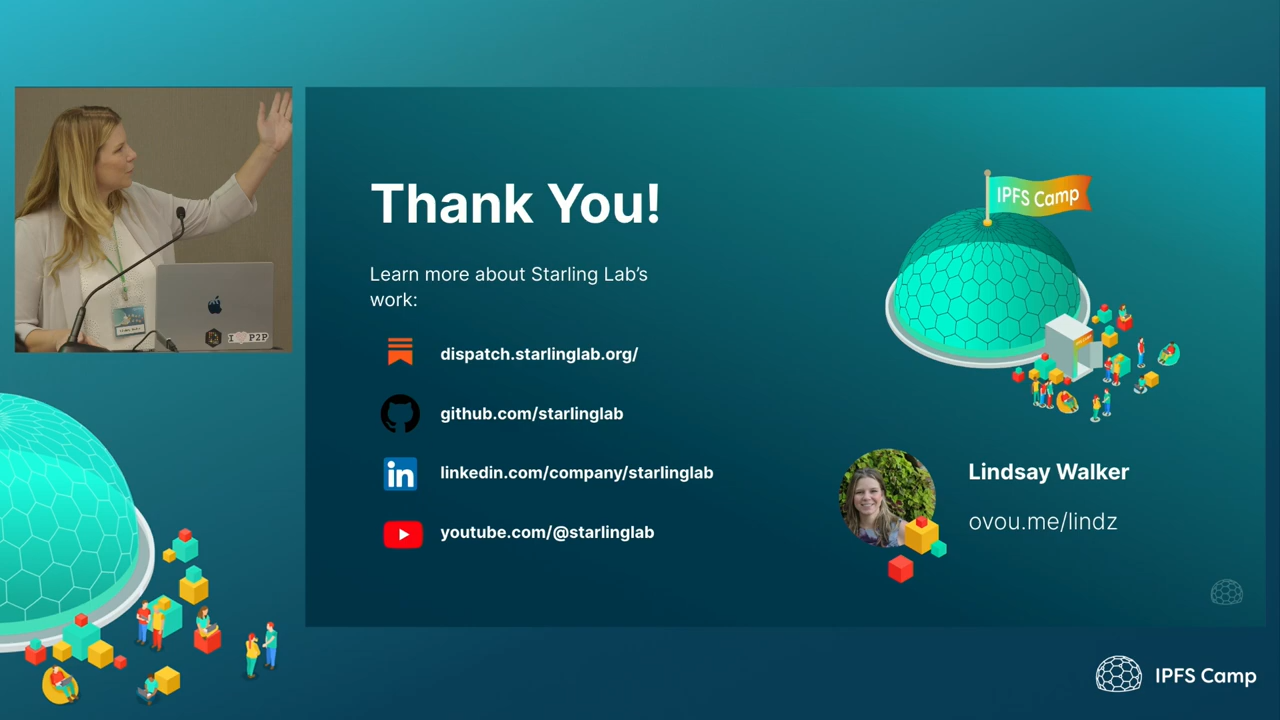 Thank You!
Learn more about Starling Lab's
work:
dispatch.starlinglab.org/
github.com/starlinglab
linkedin.com/company/starlinglab
youtube.com/@starlinglab
IPFS Camp
Lindsay Walker
ovou.me/lindz
I P2P
IPFS Camp